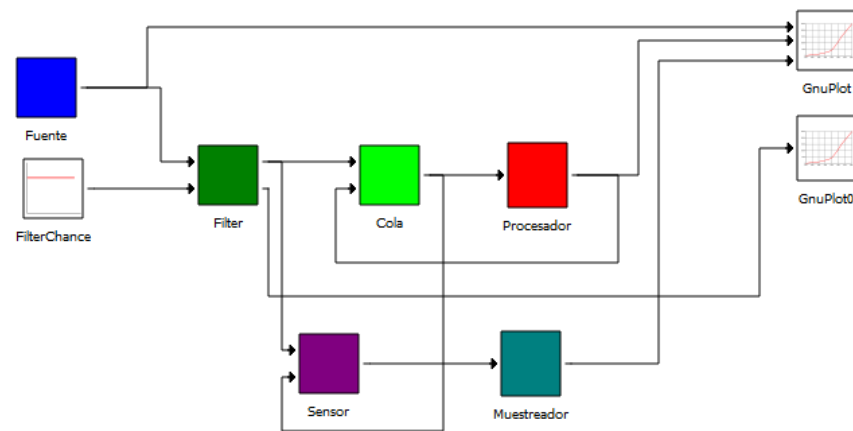 GnuPlot
Fuente
GnuPlot0
Filter
Cola
Procesador
FilterChance
Sensor
Muestreador